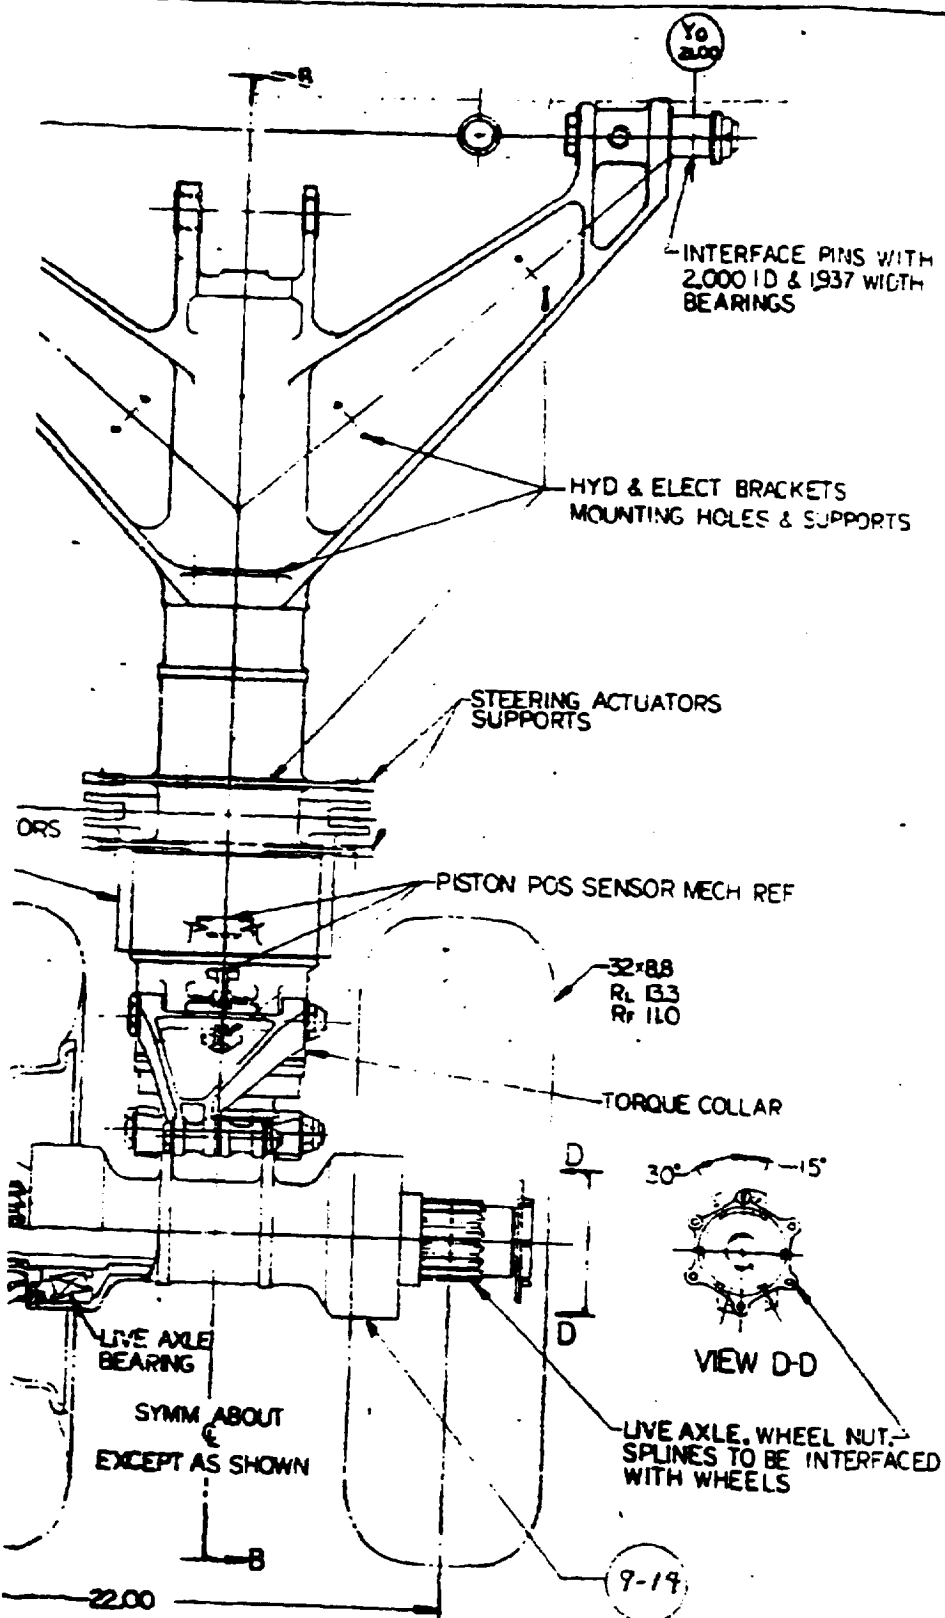 Yo
21.00
B
INTERFACE PINS WITH
2.000 ID & 1.937 WIDTH
BEARINGS
HYD & ELECT BRACKETS
MOUNTING HOLES & SUPPORTS
STEERING ACTUATORS
SUPPORTS
ORS
PISTON POS SENSOR MECH REF
32×8.8
RL 13.3
RF 11.0
TORQUE COLLAR
D
30°
15°
D
VIEW D-D
LIVE AXLE
BEARING
SYMM ABOUT
℄
EXCEPT AS SHOWN
LIVE AXLE, WHEEL NUT,
SPLINES TO BE INTERFACED
WITH WHEELS
B
9-19
22.00